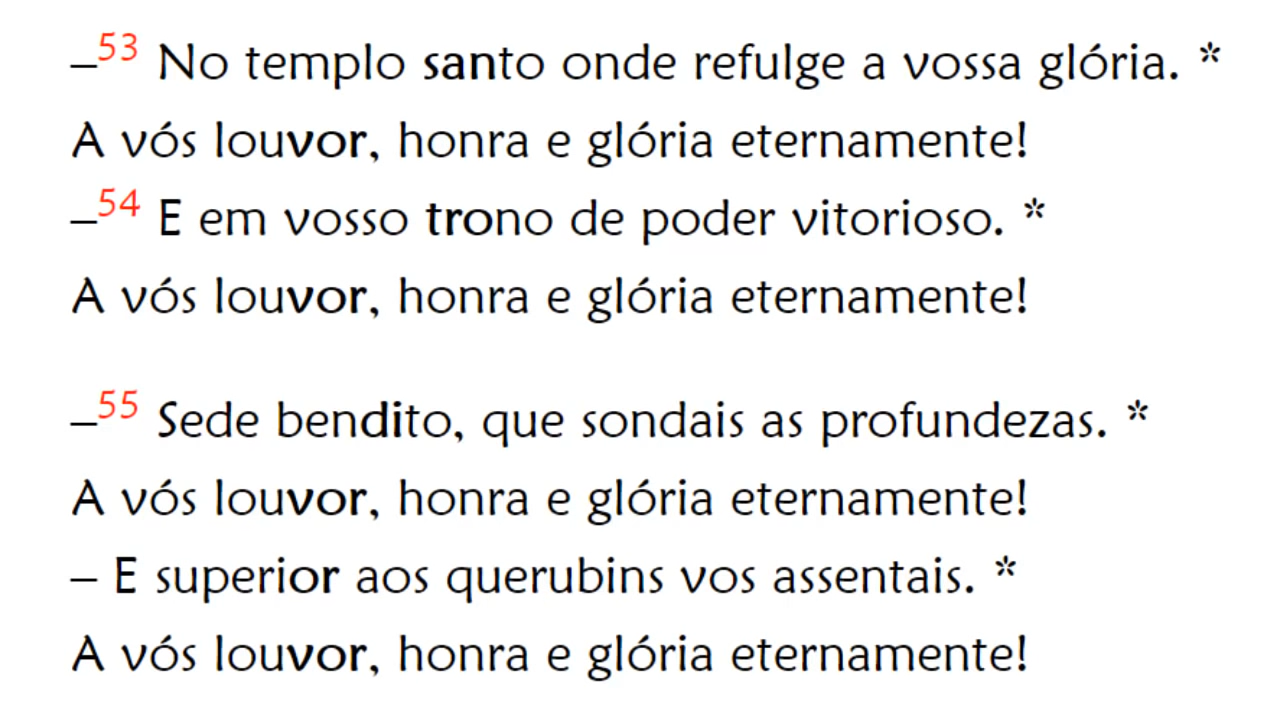 –53 No templo santo onde refulge a vossa glória. *
A vós louvor, honra e glória eternamente!
–54 E em vosso trono de poder vitorioso. *
A vós louvor, honra e glória eternamente!
–55 Sede bendito, que sondais as profundezas. *
A vós louvor, honra e glória eternamente!
– E superior aos querubins vos assentais. *
A vós louvor, honra e glória eternamente!